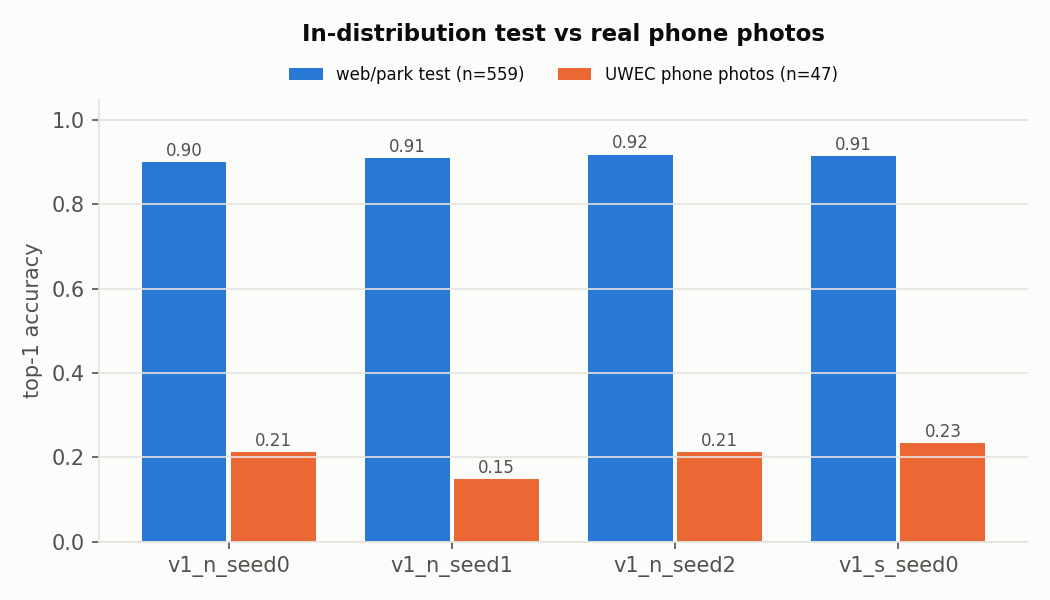 In-distribution test vs real phone photos
web/park test (n=559)
UWEC phone photos (n=47)
top-1 accuracy
1.0
0.8
0.6
0.4
0.2
0.0
0.90
0.21
0.91
0.15
0.92
0.21
0.91
0.23
v1_n_seed0
v1_n_seed1
v1_n_seed2
v1_s_seed0